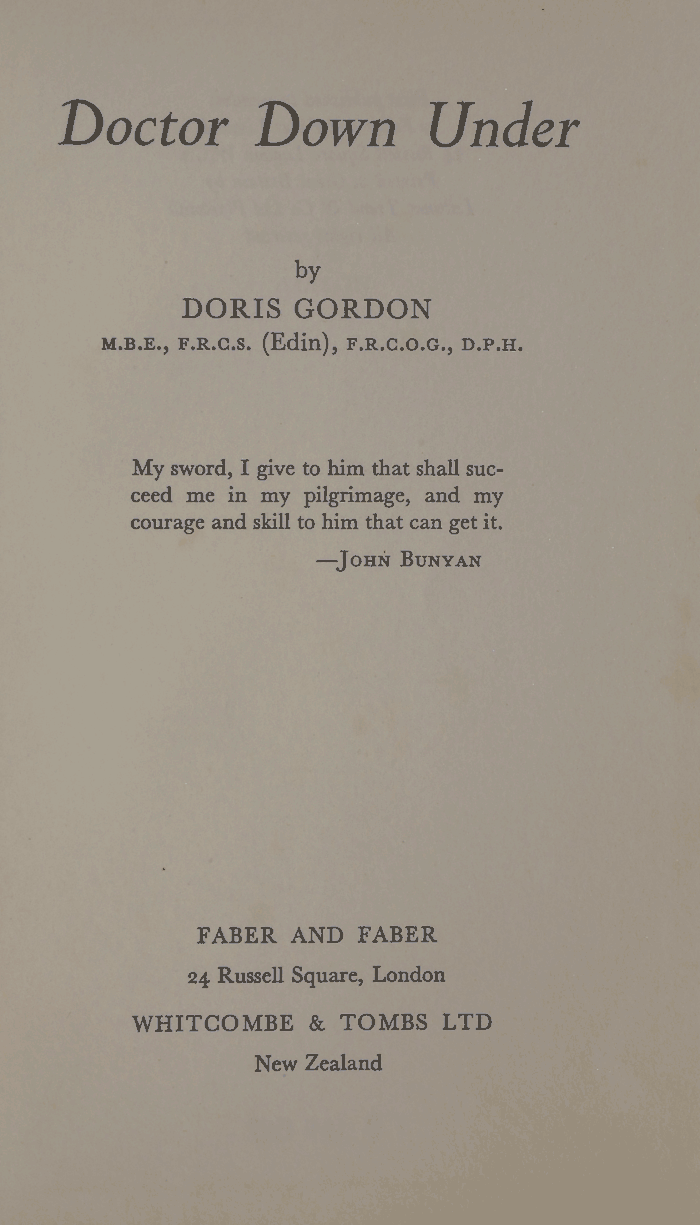 Doctor Down Under
by
DORIS GORDON
M.B.E., F.R.C.S. (Edin), F.R.C.O.G., D.P.H.
My sword, I give to him that shall suc-
ceed me in my pilgrimage, and my
courage and skill to him that can get it.
—JOHN BUNYAN
FABER AND FABER
24 Russell Square, London
WHITCOMBE & TOMBS LTD
New Zealand